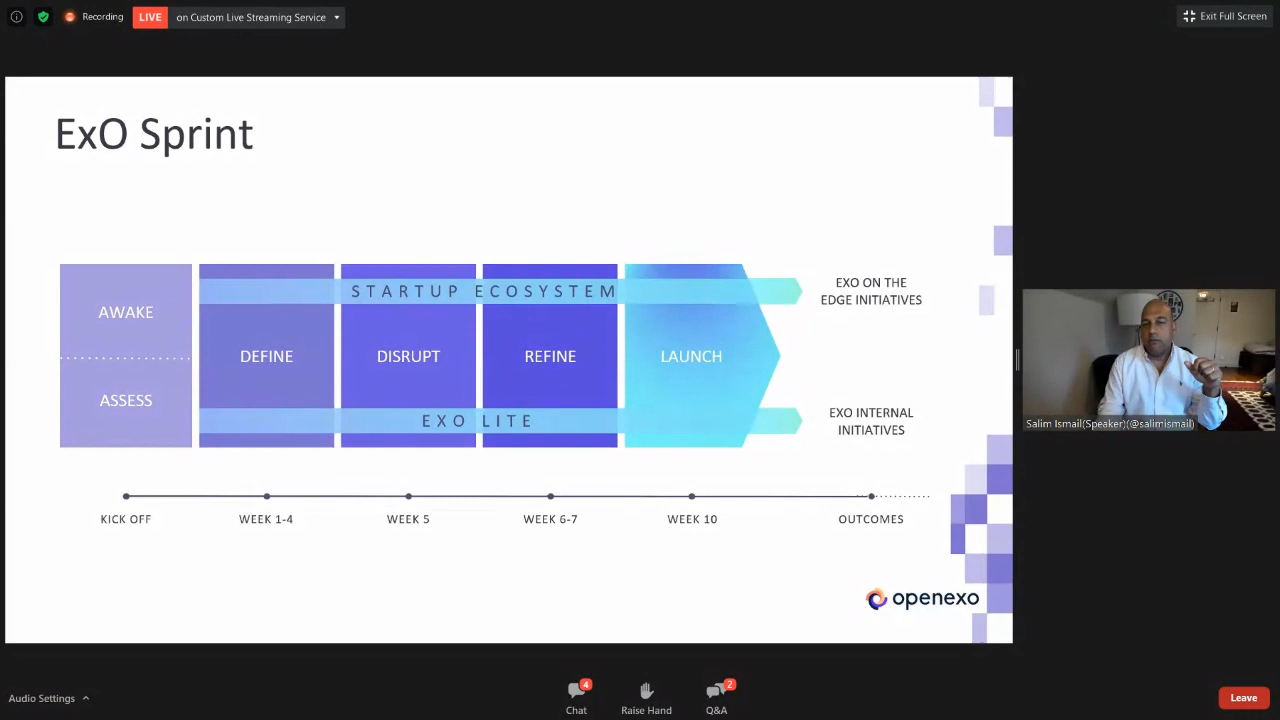 Recording
LIVE
on Custom Live Streaming Service
Exit Full Screen
ExO Sprint
AWAKE
ASSESS
STARTUP ECOSYSTEM
DEFINE
DISRUPT
REFINE
LAUNCH
EXO LITE
EXO ON THE
EDGE INITIATIVES
EXO INTERNAL
INITIATIVES
KICK OFF
WEEK 1-4
WEEK 5
WEEK 6-7
WEEK 10
OUTCOMES
openexo
Salim Ismail(Speaker)(@salimismail)
Audio Settings
4
Chat
Raise Hand
2
Q&A
Leave